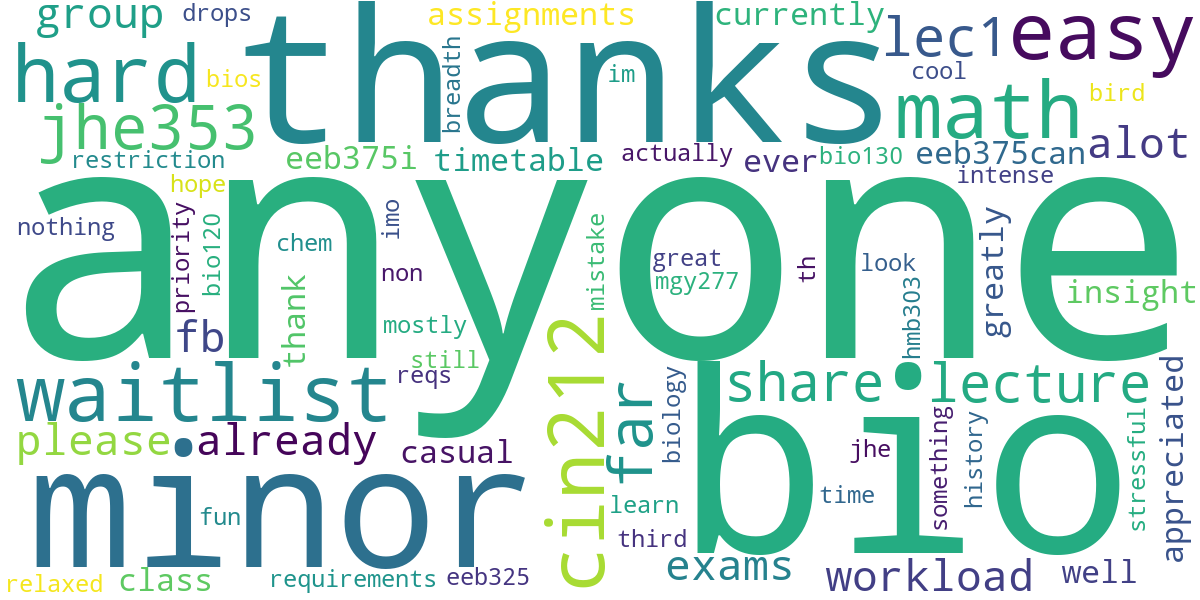 group
drops
assignments
currently
thanks
lec1
easy
hard
bios
breadth
im
cool
math
bird
jhe353
restriction
eeb375i
timetable
actually
ever
bio130
eeb375can
alot
intense
anyone
hope
nothing
priority
bio120
chem
imo
non
mistake
great
mgy277
th
look
hmb303
greatly
insight
fb
thank
mostly
still
reqs
cin212
waitlist
far
biology
share
lecture
please
already
casual
minor
bio
jhe
something
history
stressful
appreciated
fun
learn
time
third
exams
workload
well
relaxed
class
requirements
eeb325